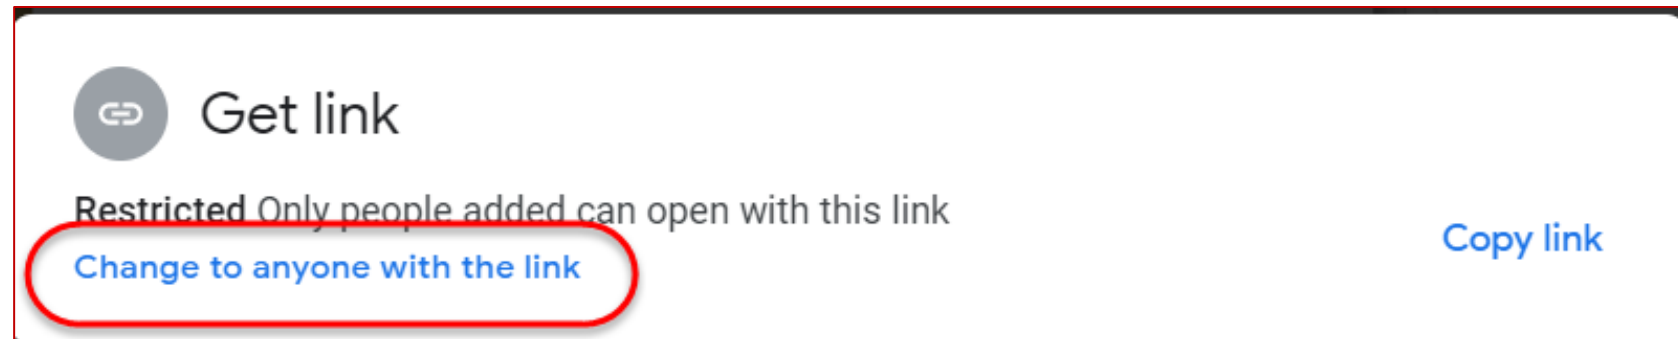 Get link
Restricted Only people added can open with this link
Change to anyone with the link
Copy link